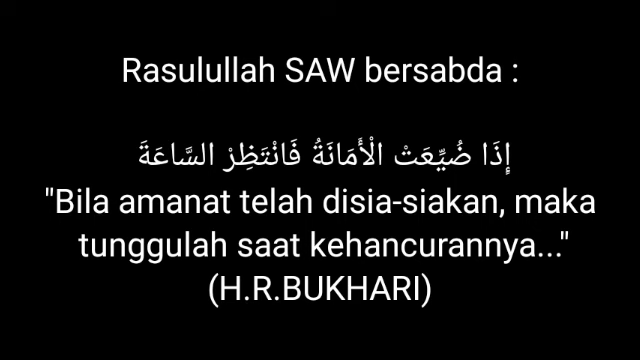 Rasulullah SAW bersabda :
إِذَا ضُيِّعَتْ الْأَمَانَةُ فَانْتَظِرْ السَّاعَةَ
"Bila amanat telah disia-siakan, maka
tunggulah saat kehancurannya..."
(H.R.BUKHARI)